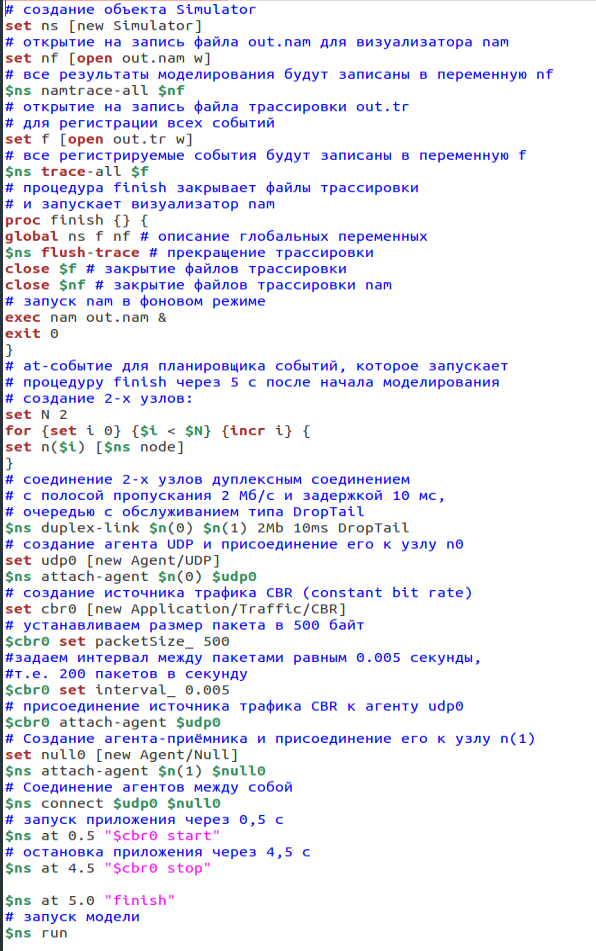 # создание объекта Simulator
set ns [new Simulator]
# открытие на запись файла out.nam для визуализатора nam
set nf [open out.nam w]
# все результаты моделирования будут записаны в переменную nf
$ns namtrace-all $nf
# открытие на запись файла трассировки out.tr
# для регистрации всех событий
set f [open out.tr w]
# все регистрируемые события будут записаны в переменную f
$ns trace-all $f
# процедура finish закрывает файлы трассировки
# и запускает визуализатор nam
proc finish {} {
global ns f nf # описание глобальных переменных
$ns flush-trace # прекращение трассировки
close $f # закрытие файлов трассировки
close $nf # закрытие файлов трассировки nam
# запуск nam в фоновом режиме
exec nam out.nam &
exit 0
}
# at-событие для планировщика событий, которое запускает
# процедуру finish через 5 с после начала моделирования
# создание 2-х узлов:
set N 2
for {set i 0} {$i < $N} {incr i} {
set n($i) [$ns node]
}
# соединение 2-х узлов дуплексным соединением
# с полосой пропускания 2 Мб/с и задержкой 10 мс,
# очередью с обслуживанием типа DropTail
$ns duplex-link $n(0) $n(1) 2Mb 10ms DropTail
# создание агента UDP и присоединение его к узлу n0
set udp0 [new Agent/UDP]
$ns attach-agent $n(0) $udp0
# создание источника трафика CBR (constant bit rate)
set cbr0 [new Application/Traffic/CBR]
# устанавливаем размер пакета в 500 байт
$cbr0 set packetSize_ 500
#задаем интервал между пакетами равным 0.005 секунды,
#т.е. 200 пакетов в секунду
$cbr0 set interval_ 0.005
# присоединение источника трафика CBR к агенту udp0
$cbr0 attach-agent $udp0
# Создание агента-приёмника и присоединение его к узлу n(1)
set null0 [new Agent/Null]
$ns attach-agent $n(1) $null0
# Соединение агентов между собой
$ns connect $udp0 $null0
# запуск приложения через 0,5 с
$ns at 0.5 "$cbr0 start"
# остановка приложения через 4,5 с
$ns at 4.5 "$cbr0 stop"
$ns at 5.0 "finish"
# запуск модели
$ns run